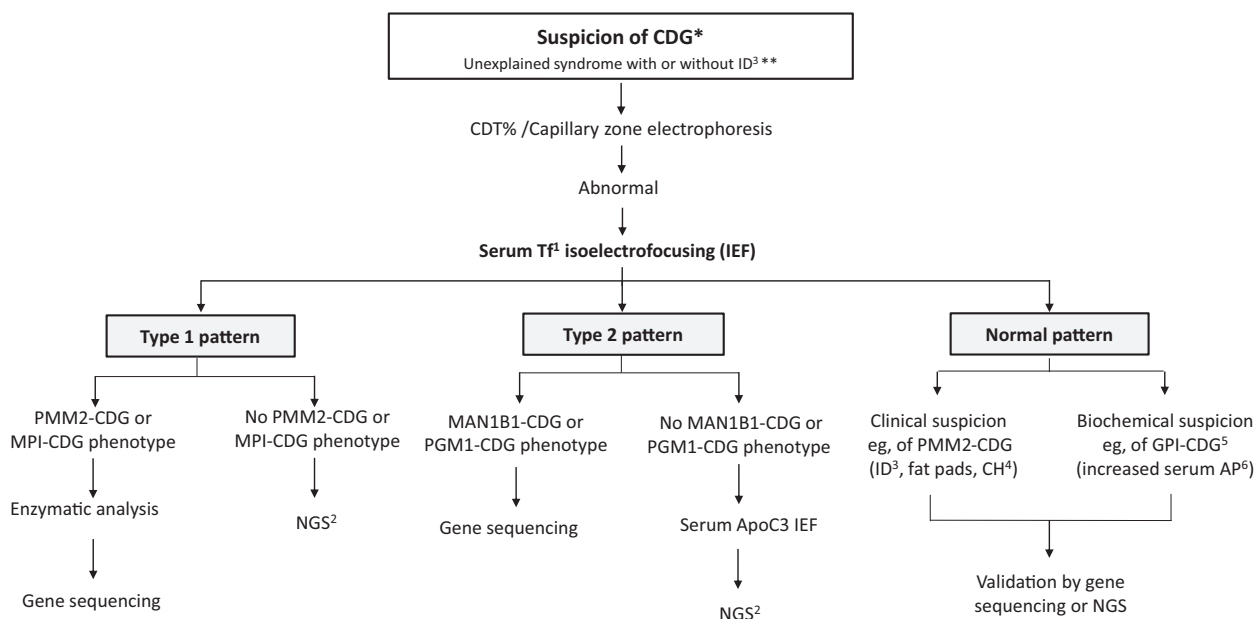 Suspicion of CDG*
Unexplained syndrome with or without ID³ **
CDT% /Capillary zone electrophoresis
Abnormal
Serum Tf¹ isoelectrofocusing (IEF)
Type 1 pattern
Type 2 pattern
Normal pattern
PMM2-CDG or
MPI-CDG phenotype
No PMM2-CDG or
MPI-CDG phenotype
MAN1B1-CDG or
PGM1-CDG phenotype
No MAN1B1-CDG or
PGM1-CDG phenotype
Clinical suspicion
eg, of PMM2-CDG
(ID³, fat pads, CH⁴)
Biochemical suspicion
eg, of GPI-CDG⁵
(increased serum AP⁶)
Enzymatic analysis
NGS²
Gene sequencing
Serum ApoC3 IEF
Gene sequencing
NGS²
Validation by gene
sequencing or NGS